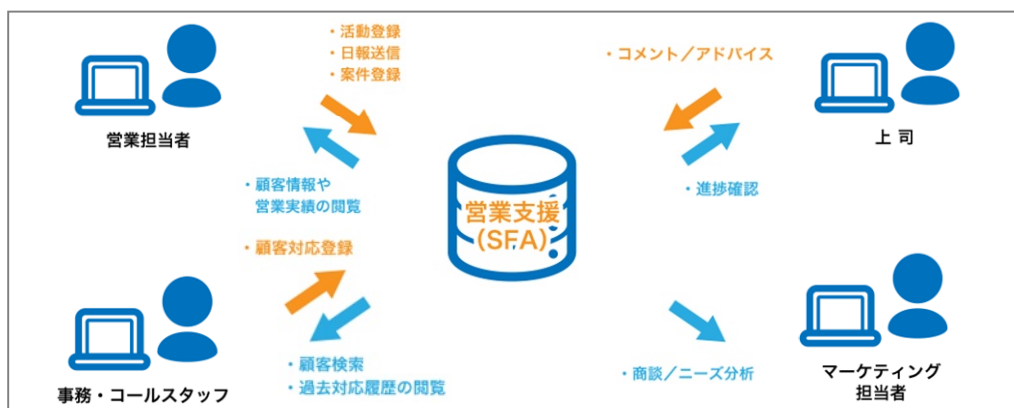 ・活動登録
・日報送信
・案件登録
営業担当者
・顧客情報や
営業実績の閲覧
・コメント／アドバイス
上 司
・進捗確認
営業支援
(SFA)
・顧客対応登録
事務・コールスタッフ
・顧客検索
・過去対応履歴の閲覧
・商談／ニーズ分析
マーケティング
担当者